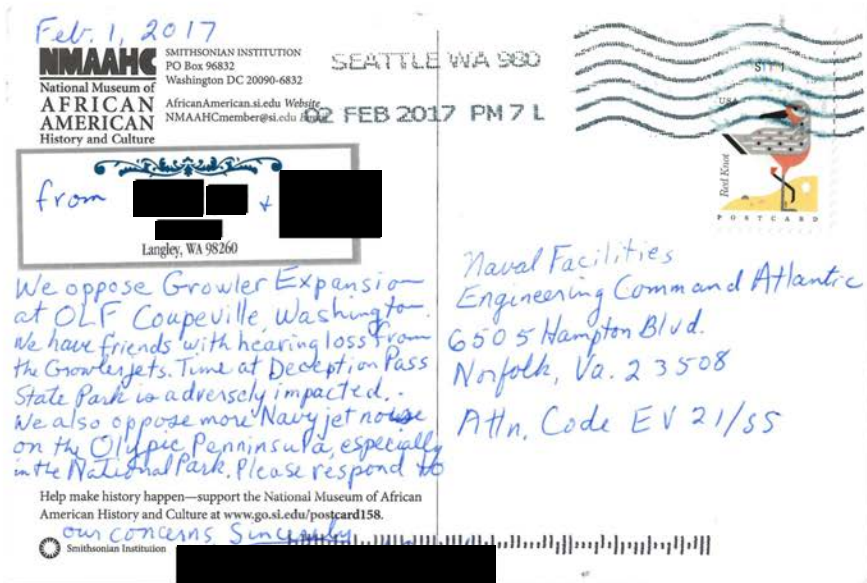 Feb. 1, 2017
NMAAHC
National Museum of
AFRICAN
AMERICAN
History and Culture
SMITHSONIAN INSTITUTION
PO Box 96832
Washington DC 20090-6832
AfricanAmerican.si.edu Website
NMAAHCmember@si.edu
SEATTLE WA 980
02 FEB 2017 PM 7 L
USA
Red Knot
POSTCARD
from +
Langley, WA 98260
We oppose Growler Expansion
at OLF Coupeville, Washington.
We have friends with hearing loss from
the Growler jets. Time at Deception Pass
State Park is adversely impacted.
We also oppose more Navy jet noise
on the Olypic Penninsula, especially
in the National Park. Please respond to
Help make history happen—support the National Museum of African
American History and Culture at www.go.si.edu/postcard158.
our concerns Sincerely
Smithsonian Institution
Naval Facilities
Engineering Command Atlantic
6505 Hampton Blvd.
Norfolk, Va. 23508
Attn. Code EV21/SS